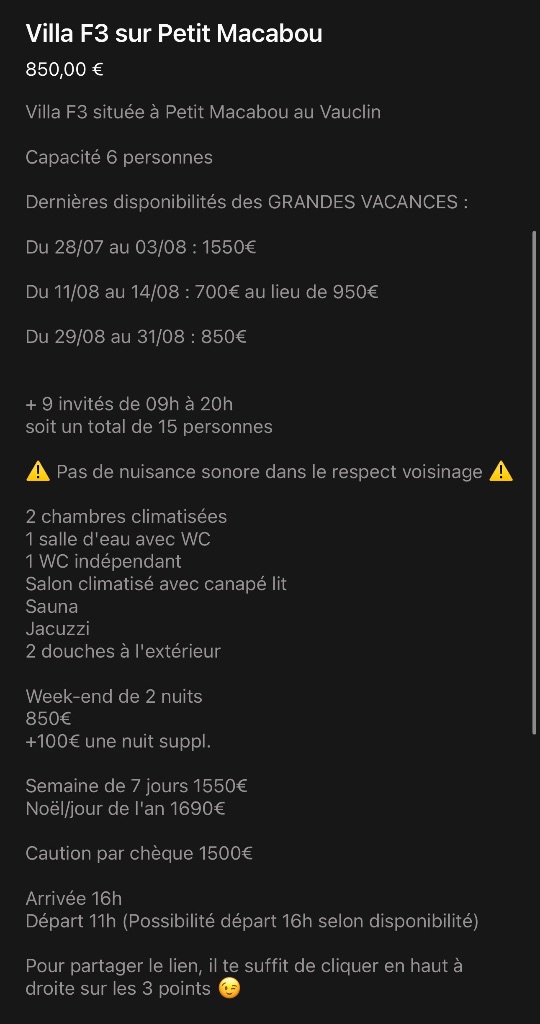 Villa F3 sur Petit Macabou
850,00 €
Villa F3 située à Petit Macabou au Vauclin
Capacité 6 personnes
Dernières disponibilités des GRANDES VACANCES :
Du 28/07 au 03/08 : 1550€
Du 11/08 au 14/08 : 700€ au lieu de 950€
Du 29/08 au 31/08 : 850€
+ 9 invités de 09h à 20h
soit un total de 15 personnes
⚠️ Pas de nuisance sonore dans le respect voisinage ⚠️
2 chambres climatisées
1 salle d'eau avec WC
1 WC indépendant
Salon climatisé avec canapé lit
Sauna
Jacuzzi
2 douches à l'extérieur
Week-end de 2 nuits
850€
+100€ une nuit suppl.
Semaine de 7 jours 1550€
Noël/jour de l'an 1690€
Caution par chèque 1500€
Arrivée 16h
Départ 11h (Possibilité départ 16h selon disponibilité)
Pour partager le lien, il te suffit de cliquer en haut à
droite sur les 3 points 😉